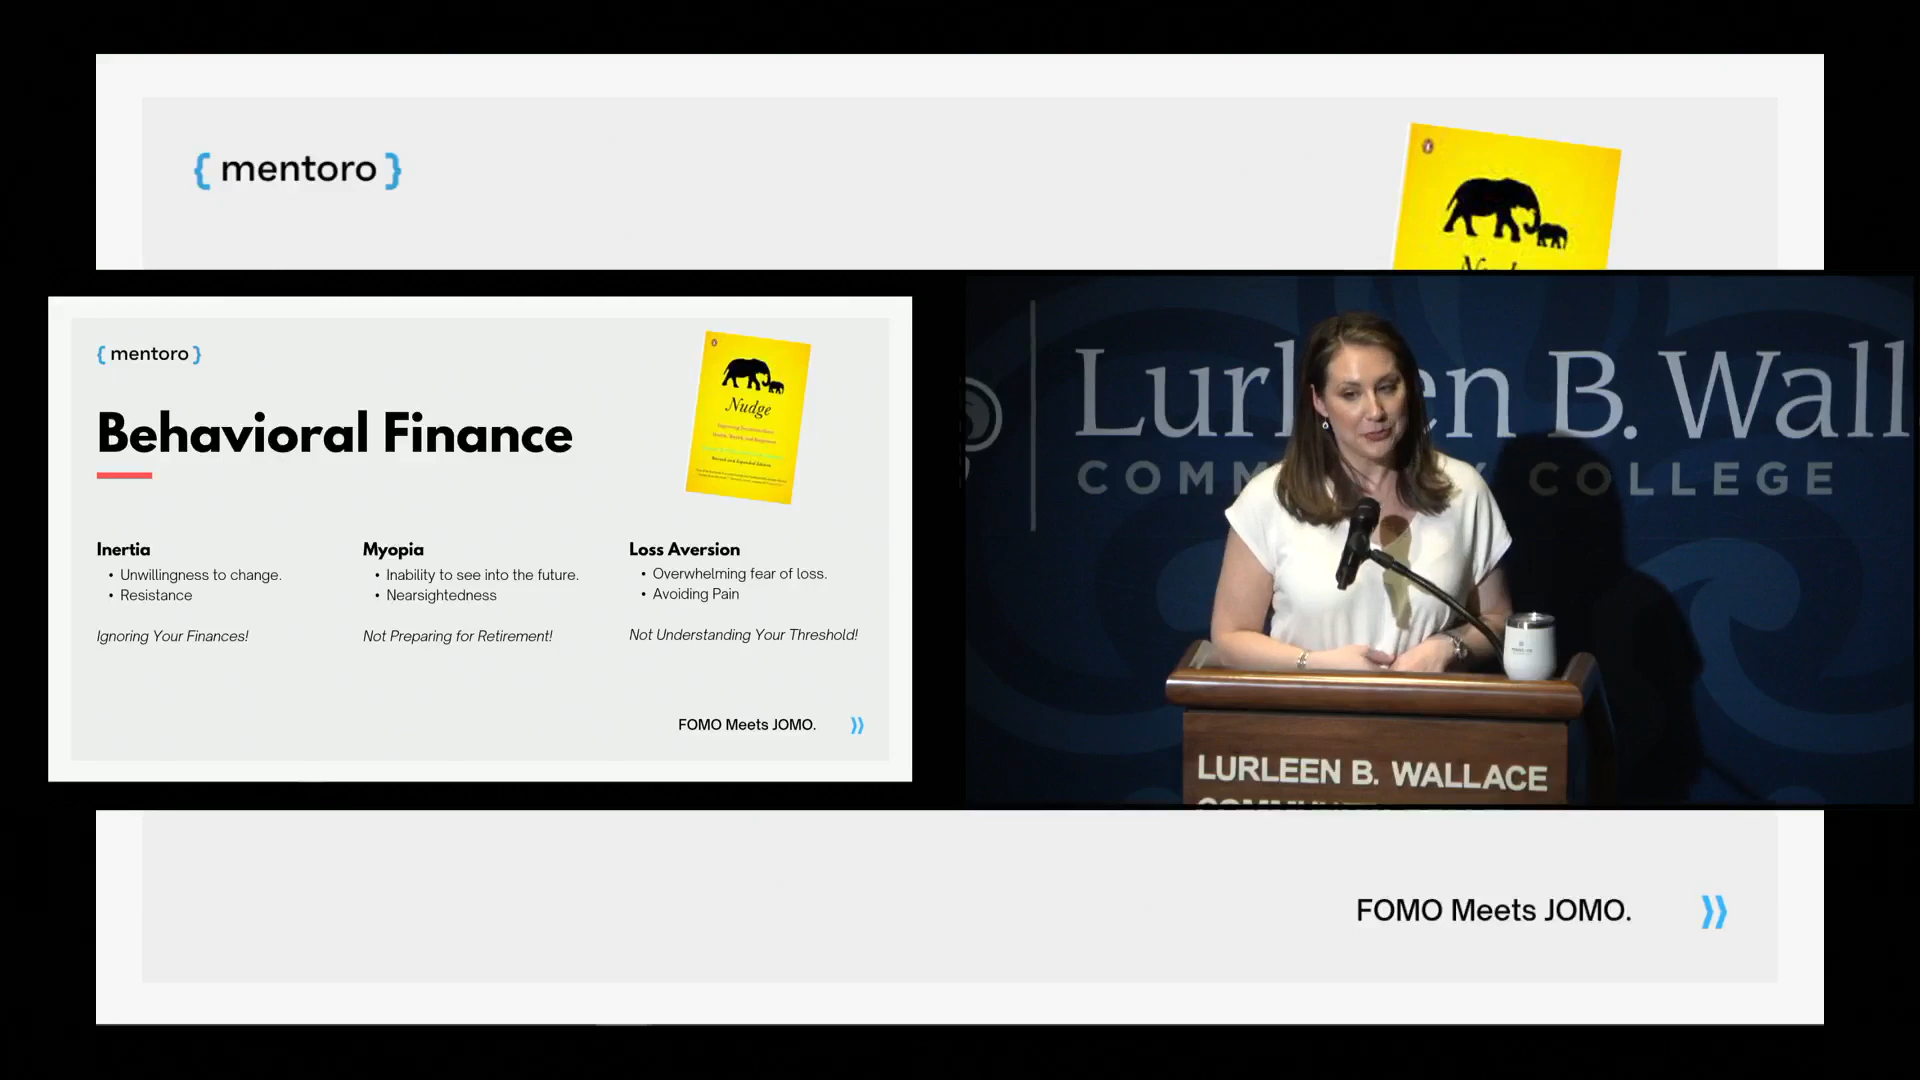 { mentoro }
{ mentoro }
Behavioral Finance
Nudge
Inertia
• Unwillingness to change.
• Resistance
Ignoring Your Finances!
Myopia
• Inability to see into the future.
• Nearsightedness
Not Preparing for Retirement!
Loss Aversion
• Overwhelming fear of loss.
• Avoiding Pain
Not Understanding Your Threshold!
FOMO Meets JOMO.
Lurleen B. Wall
COMM Y COLLEGE
LURLEEN B. WALLACE
FOMO Meets JOMO.